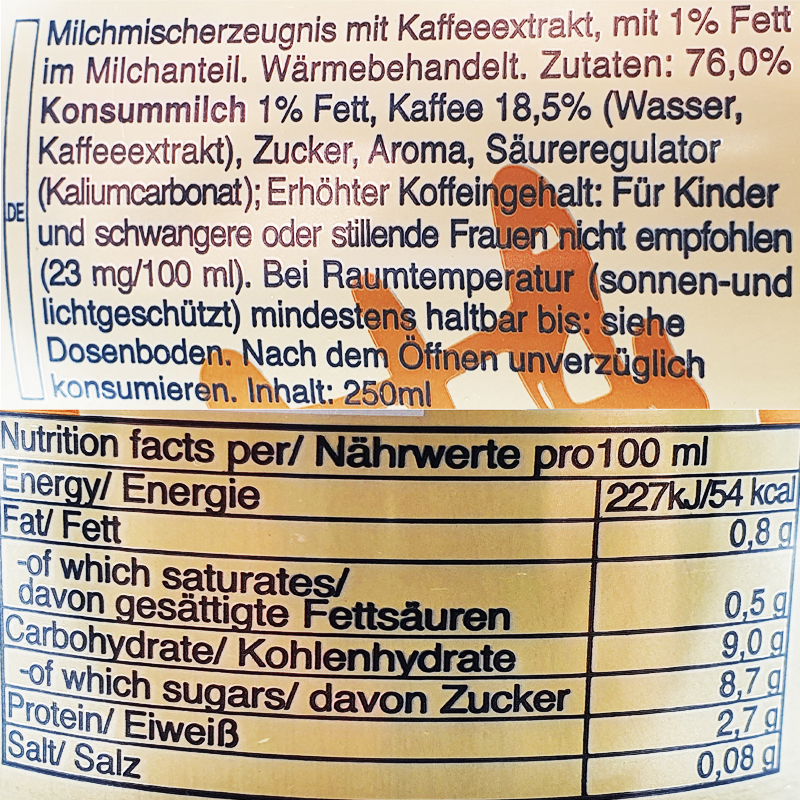 Milchmischerzeugnis mit Kaffeeextrakt, mit 1% Fett
im Milchanteil. Wärmebehandelt. Zutaten: 76,0%
Konsummilch 1% Fett, Kaffee 18,5% (Wasser,
Kaffeeextrakt), Zucker, Aroma, Säureregulator
(Kaliumcarbonat); Erhöhter Koffeingehalt: Für Kinder
DE
und schwangere oder stillende Frauen nicht empfohlen
(23 mg/100 ml). Bei Raumtemperatur (sonnen-und
lichtgeschützt) mindestens haltbar bis: siehe
Dosenboden. Nach dem Öffnen unverzüglich
konsumieren. Inhalt: 250ml
Nutrition facts per/ Nährwerte pro100 ml
Energy/ Energie 227kJ/54 kcal
Fat/ Fett 0,8 g
-of which saturates/
davon gesättigte Fettsäuren 0,5 g
Carbohydrate/ Kohlenhydrate 9,0 g
-of which sugars/ davon Zucker 8,7 g
Protein/ Eiweiß 2,7 g
Salt/ Salz 0,08 g